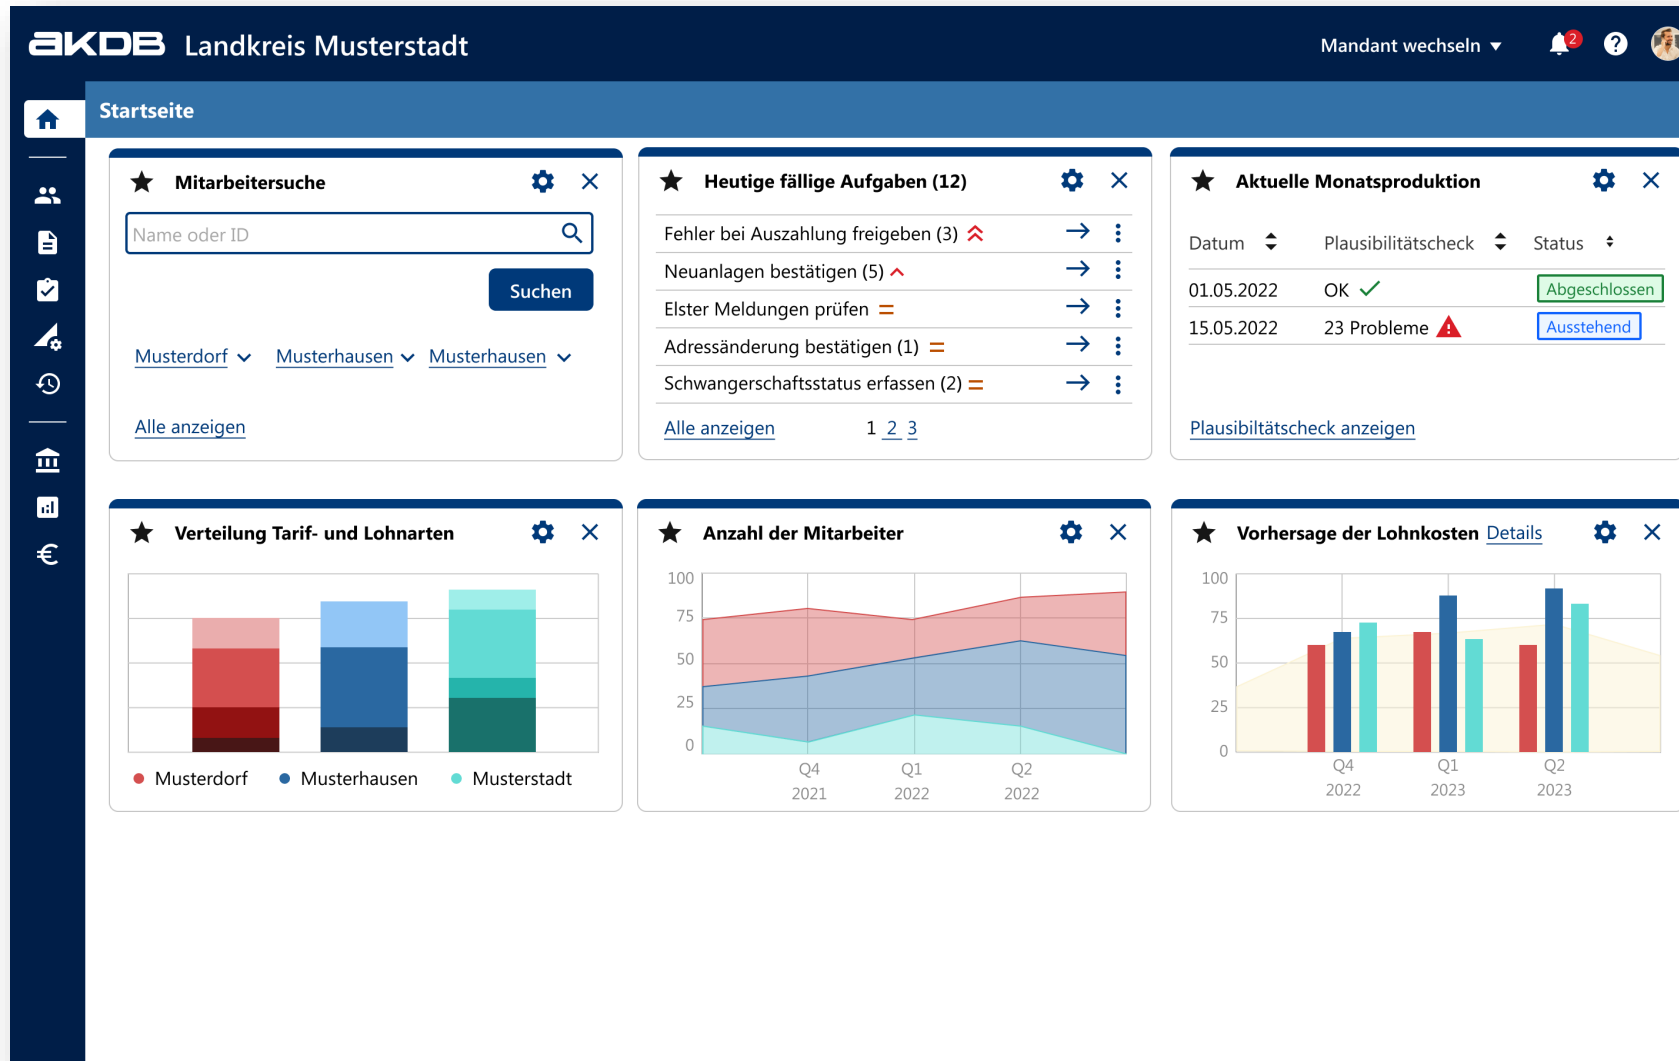 AKDB Landkreis Musterstadt Mandant wechseln 2
Startseite
Mitarbeitersuche
Name oder ID
Suchen
Musterdorf Musterhausen Musterhausen
Alle anzeigen
Heutige fällige Aufgaben (12)
Fehler bei Auszahlung freigeben (3)
Neuanlagen bestätigen (5)
Elster Meldungen prüfen
Adressänderung bestätigen (1)
Schwangerschaftsstatus erfassen (2)
Alle anzeigen 1 2 3
Aktuelle Monatsproduktion
Datum Plausibilitätscheck Status
01.05.2022 OK Abgeschlossen
15.05.2022 23 Probleme Ausstehend
Plausibiltätscheck anzeigen
Verteilung Tarif- und Lohnarten
Musterdorf Musterhausen Musterstadt
Anzahl der Mitarbeiter
100
75
50
25
0
Q4 Q1 Q2
2021 2022 2022
Vorhersage der Lohnkosten Details
100
75
50
25
0
Q4 Q1 Q2
2022 2023 2023